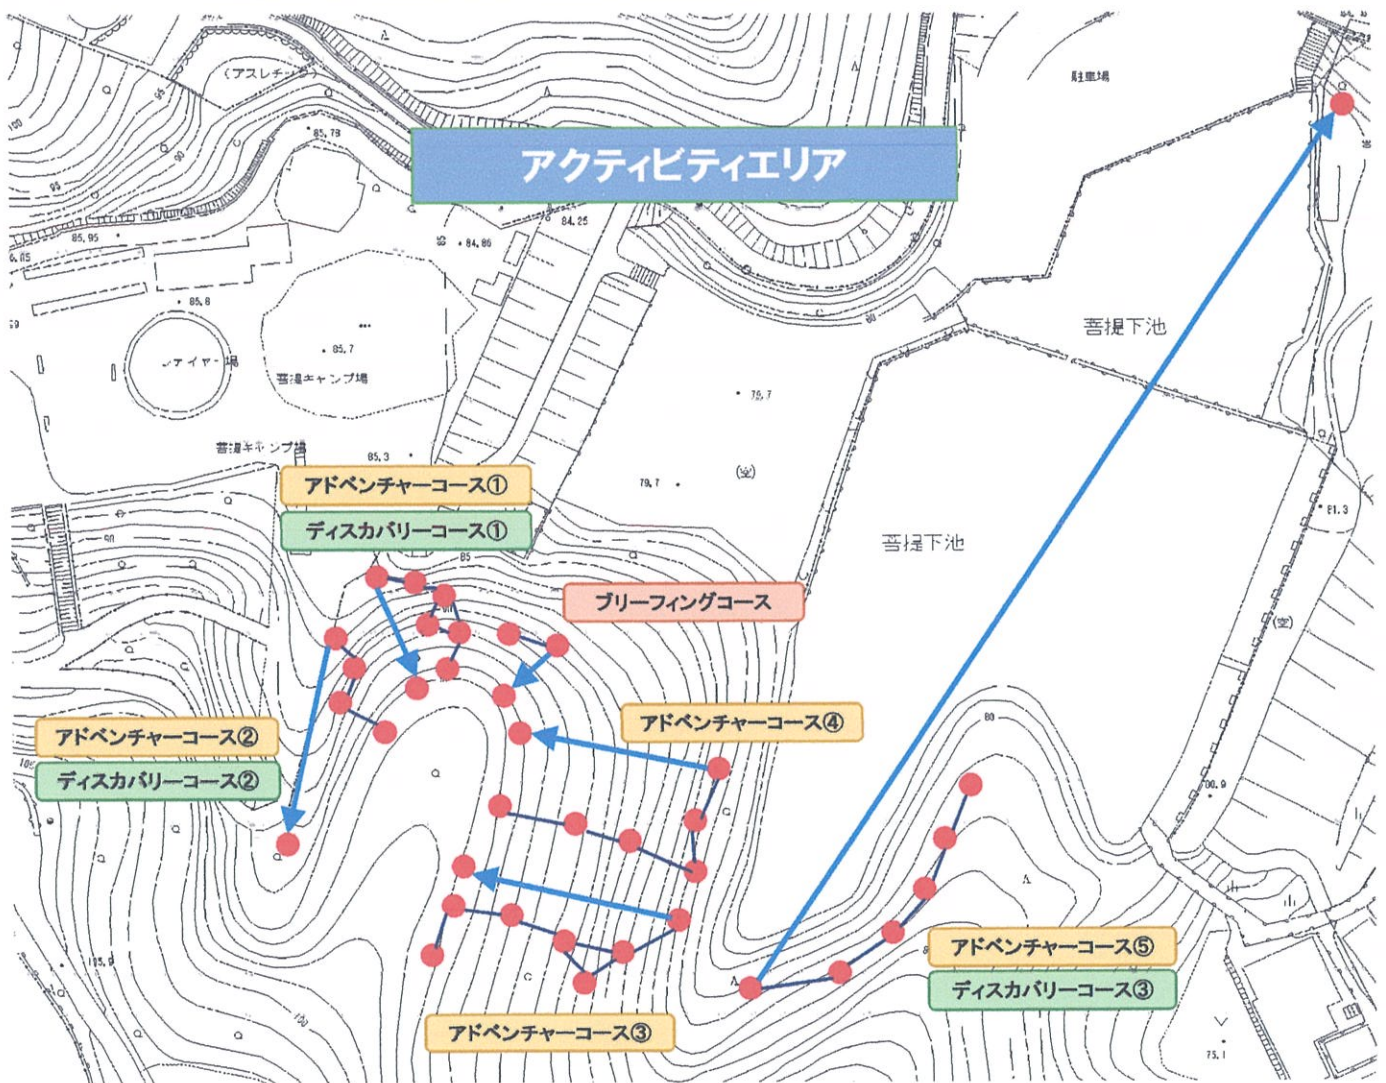 (アスレチック)
駐車場
85.78
アクティビティエリア
84.25
85.95
85
84.86
85.8
菩提下池
85.7
ファイヤー場
菩提キャンプ場
79.7
菩提キャンプ場
85.3
(空)
79.7
アドベンチャーコース①
81.3
ディスカバリーコース①
菩提下池
90
85
ブリーフィングコース
(空)
アドベンチャーコース④
アドベンチャーコース②
80
ディスカバリーコース②
80.9
アドベンチャーコース⑤
105.9
ディスカバリーコース③
100
アドベンチャーコース③
75.1